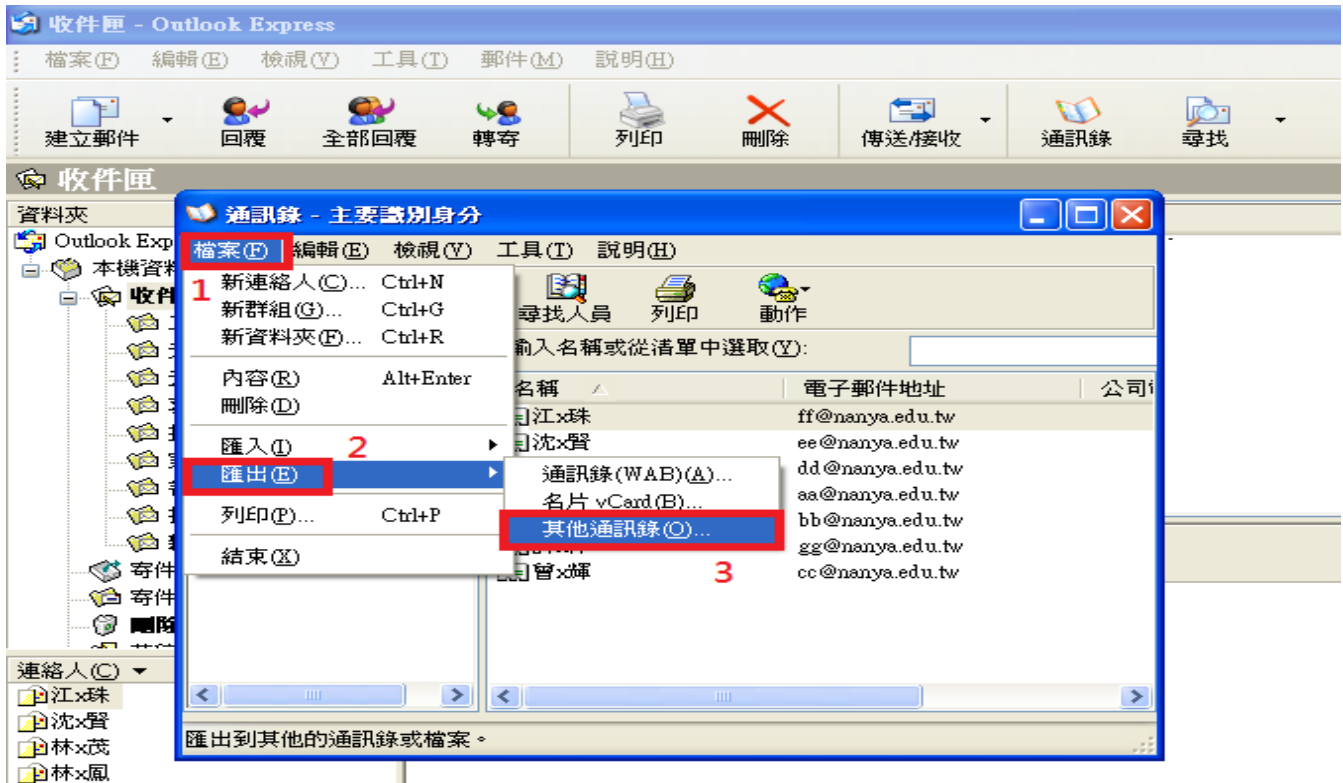 收件匣 - Outlook Express
檔案(F) 編輯(E) 檢視(V) 工具(T) 郵件(M) 說明(H)
建立郵件 回覆 全部回覆 轉寄 列印 刪除 傳送/接收 通訊錄 尋找
收件匣
資料夾
Outlook Exp
本機資料
收件
寄件
寄件
刪除
通訊錄 - 主要識別身分
檔案(F) 編輯(E) 檢視(V) 工具(T) 說明(H)
1
新連絡人(C)... Ctrl+N
新群組(G)... Ctrl+G
新資料夾(F)... Ctrl+R
內容(R) Alt+Enter
刪除(D)
匯入(I) 2
匯出(E)
列印(P)... Ctrl+P
結束(X)
尋找人員 列印 動作
輸入名稱或從清單中選取(Y):
名稱 電子郵件地址 公司
江x珠 ff@nanya.edu.tw
沈x賢 ee@nanya.edu.tw
dd@nanya.edu.tw
aa@nanya.edu.tw
bb@nanya.edu.tw
gg@nanya.edu.tw
曾x輝 cc@nanya.edu.tw
通訊錄(WAB)(A)...
名片 vCard(B)...
其他通訊錄(O)...
3
匯出到其他的通訊錄或檔案。
連絡人(C)
江x珠
沈x賢
林x茂
林x鳳